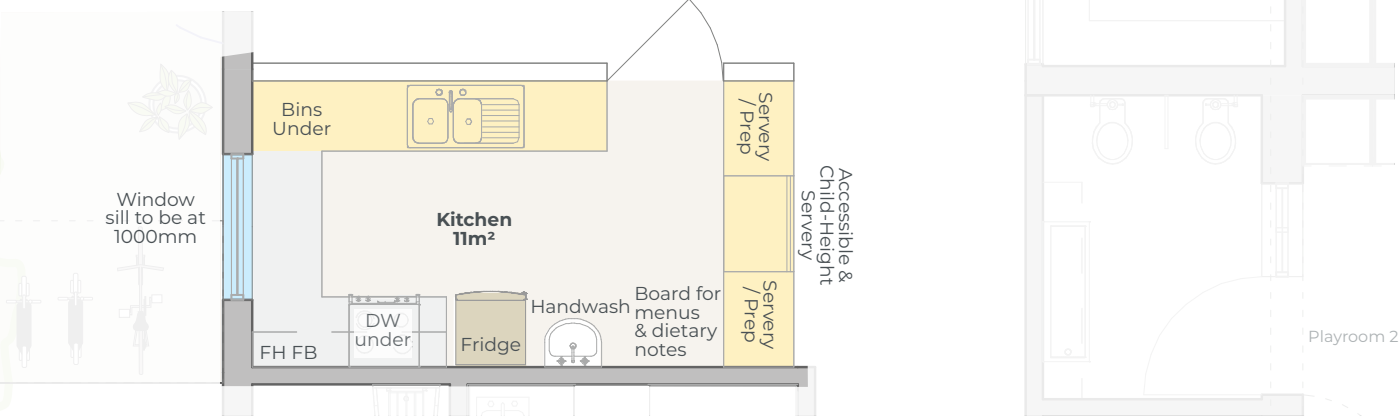 Bins
Under
Servery
/ Prep
Window
sill to be at
1000mm
Kitchen
11m²
Accessible &
Child-Height
Servery
Handwash
Board for
menus
& dietary
notes
Servery
/ Prep
DW
under
Fridge
FH FB
Playroom 2